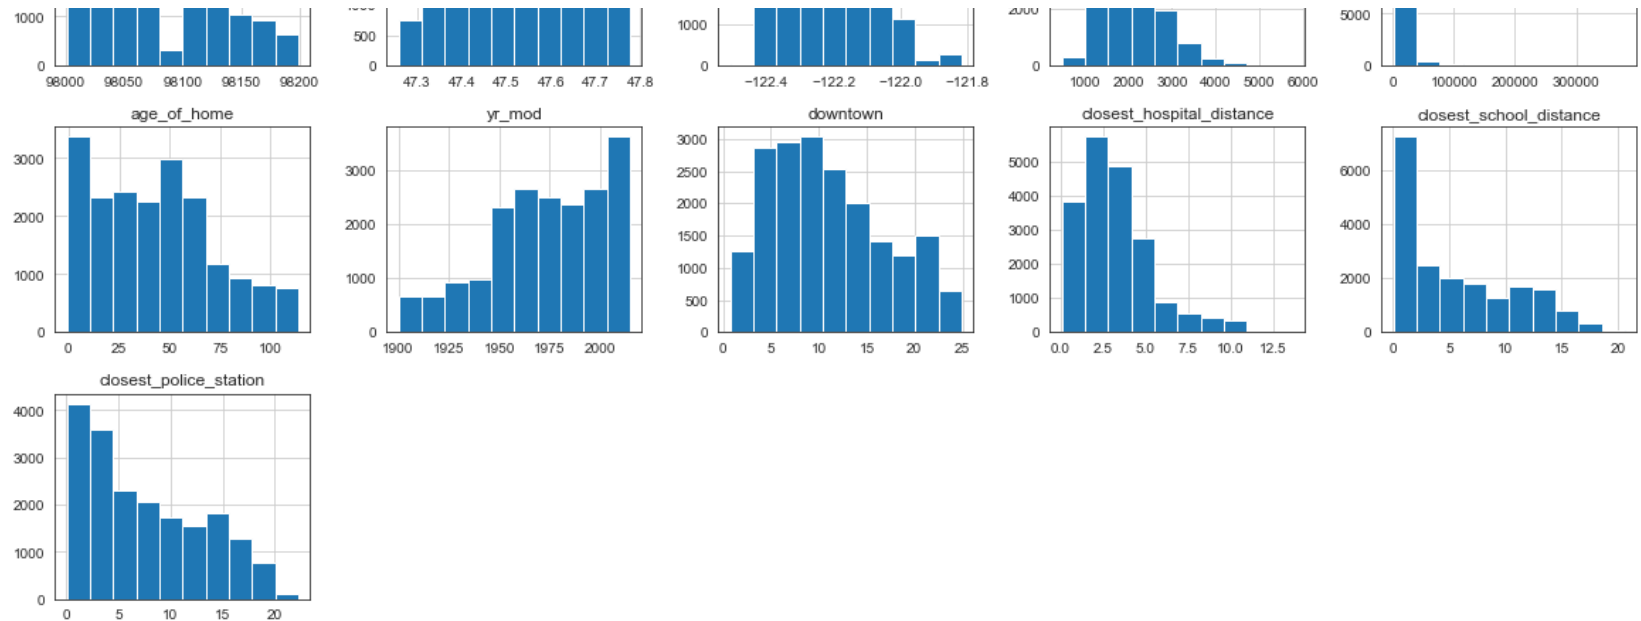 1000
0
98000 98050 98100 98150 98200
500
0
47.3 47.4 47.5 47.6 47.7 47.8
1000
0
−122.4 −122.2 −122.0 −121.8
2000
0
1000 2000 3000 4000 5000 6000
5000
0
0 100000 200000 300000
age_of_home
3000
2000
1000
0
0 25 50 75 100
yr_mod
3000
2000
1000
0
1900 1925 1950 1975 2000
downtown
3000
2500
2000
1500
1000
500
0
0 5 10 15 20 25
closest_hospital_distance
5000
4000
3000
2000
1000
0
0.0 2.5 5.0 7.5 10.0 12.5
closest_school_distance
6000
4000
2000
0
0 5 10 15 20
closest_police_station
4000
3000
2000
1000
0
0 5 10 15 20